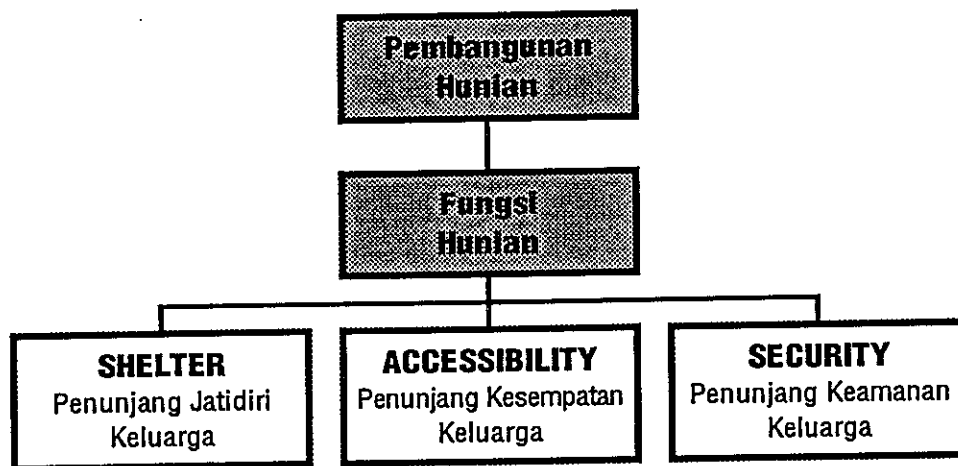 Pembangunan
Hunian
Fungsi
Hunian
SHELTER
Penunjang Jatidiri
Keluarga
ACCESSIBILITY
Penunjang Kesempatan
Keluarga
SECURITY
Penunjang Keamanan
Keluarga